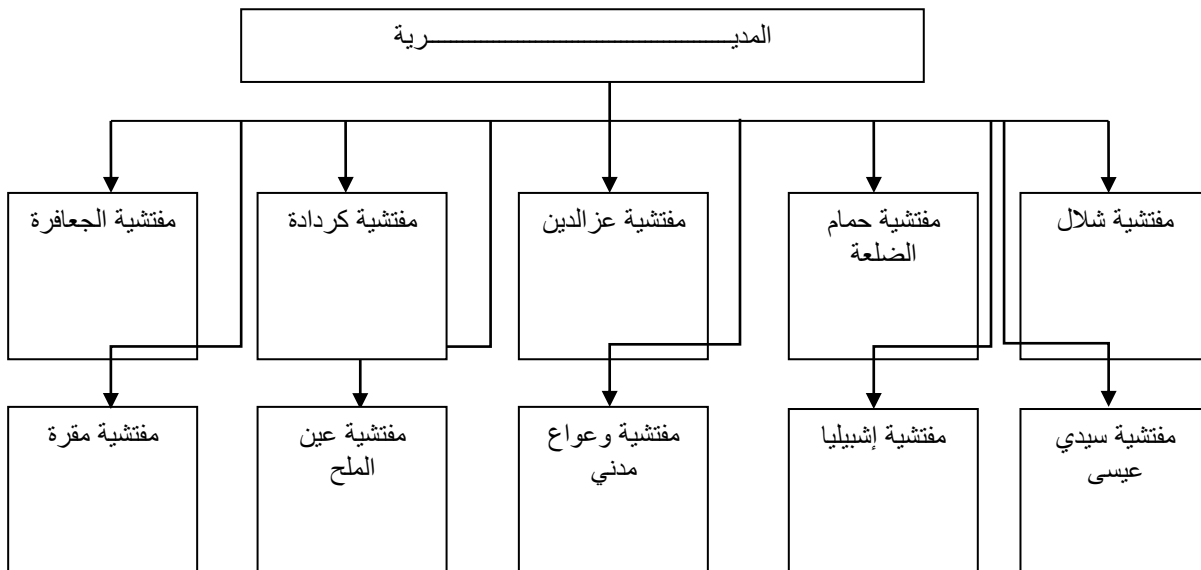 المديـــــــــــــــــــــــــــــــــــرية
مفتشية شلال
مفتشية حمام
الضلعة
مفتشية عزالدين
مفتشية كردادة
مفتشية الجعافرة
مفتشية سيدي
عيسى
مفتشية إشبيليا
مفتشية وعواع
مدني
مفتشية عين
الملح
مفتشية مقرة